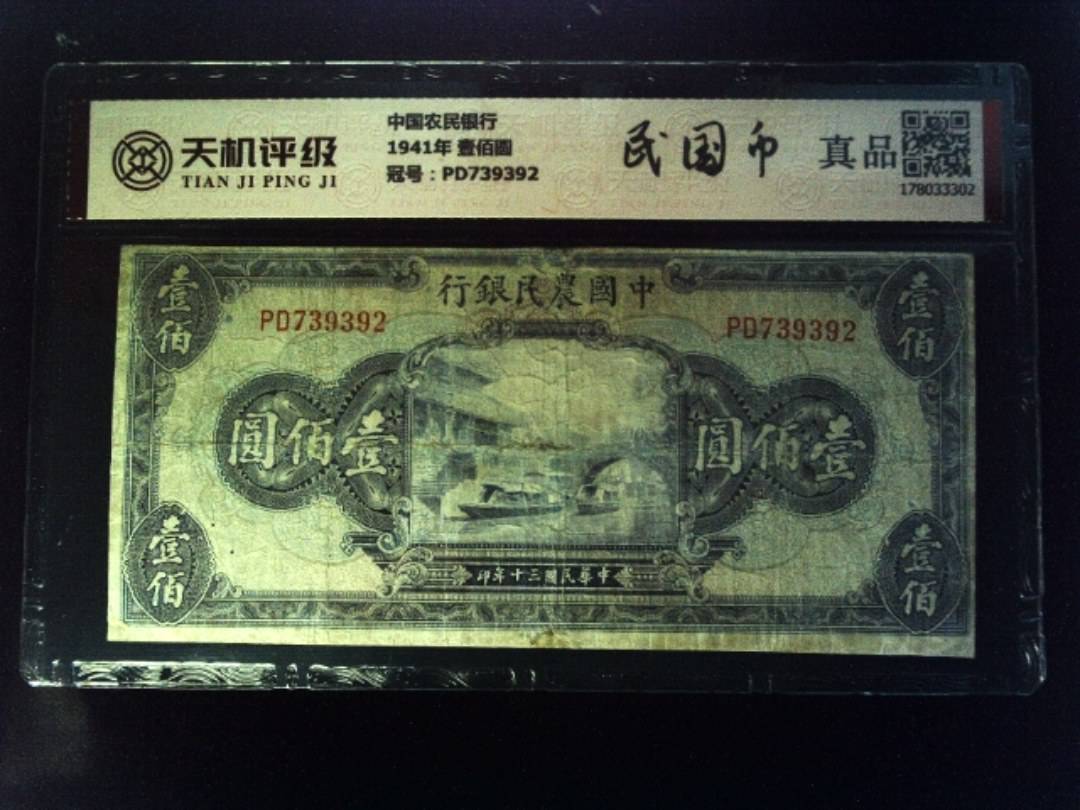 天机评级
TIAN JI PING JI
中国农民银行
1941年 壹佰圓
冠号：PD739392
民国币
真品
178033302
行銀民農國中
壹佰
壹佰
PD739392
PD739392
圓佰壹
圓佰壹
壹佰
壹佰
印年十三國民華中